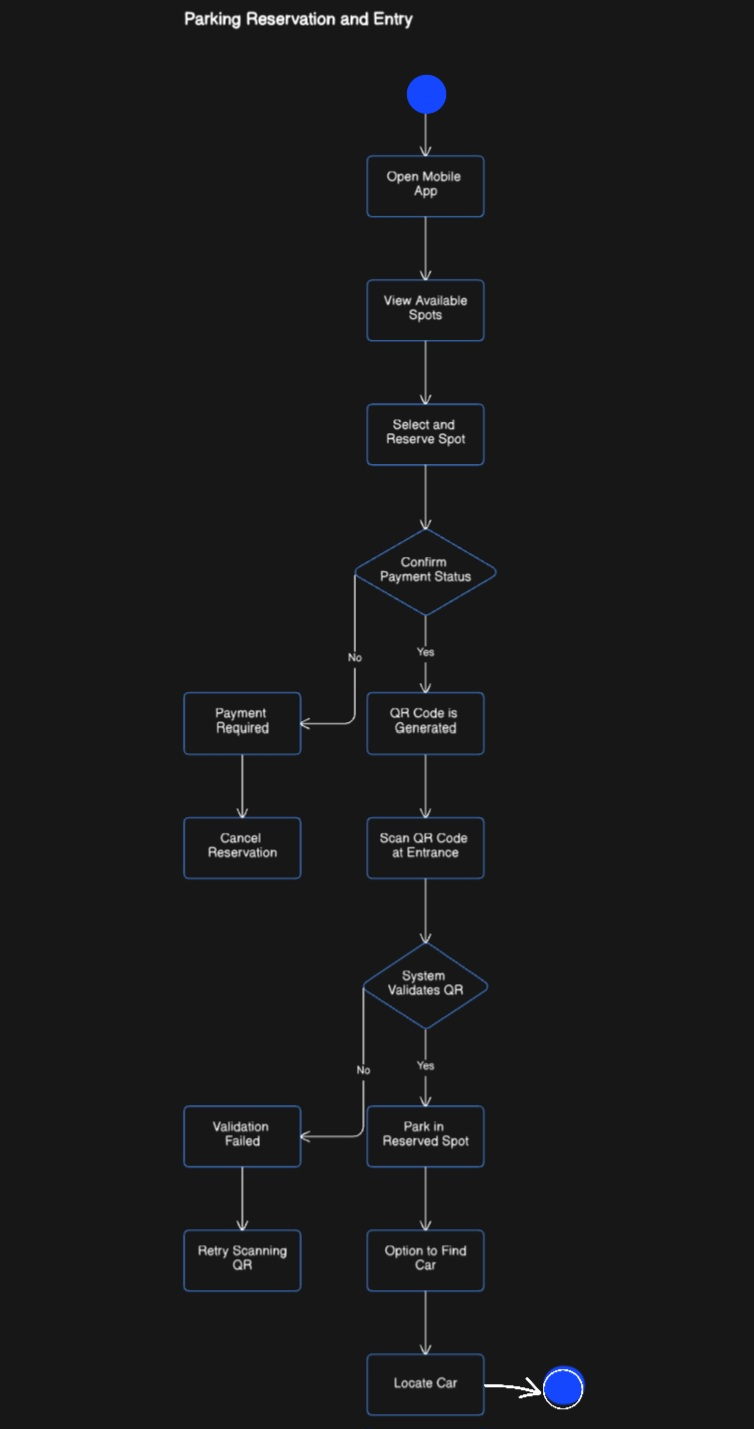 Parking Reservation and Entry
Open Mobile
App
View Available
Spots
Select and
Reserve Spot
Confirm
Payment Status
No
Yes
Payment
Required
QR Code is
Generated
Cancel
Reservation
Scan QR Code
at Entrance
System
Validates QR
No
Yes
Validation
Failed
Park in
Reserved Spot
Retry Scanning
QR
Option to Find
Car
Locate Car